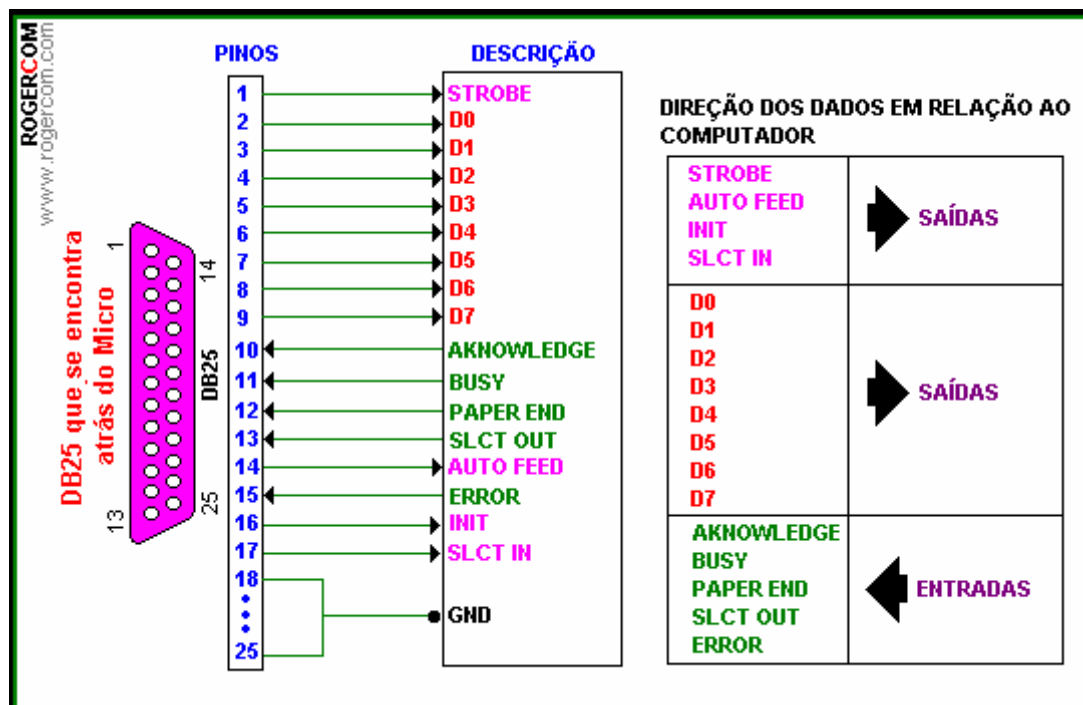 ROGERCOM
www.rogercom.com
PINOS
DESCRIÇÃO
1 STROBE
2 D0
3 D1
4 D2
5 D3
6 D4
7 D5
8 D6
9 D7
10 AKNOWLEDGE
11 BUSY
12 PAPER END
13 SLCT OUT
14 AUTO FEED
15 ERROR
16 INIT
17 SLCT IN
18
GND
25
DB25 que se encontra
atrás do Micro
1
14
DB25
13
25
DIREÇÃO DOS DADOS EM RELAÇÃO AO
COMPUTADOR
STROBE
AUTO FEED
INIT
SLCT IN
SAÍDAS
D0
D1
D2
D3
D4
D5
D6
D7
SAÍDAS
AKNOWLEDGE
BUSY
PAPER END
SLCT OUT
ERROR
ENTRADAS